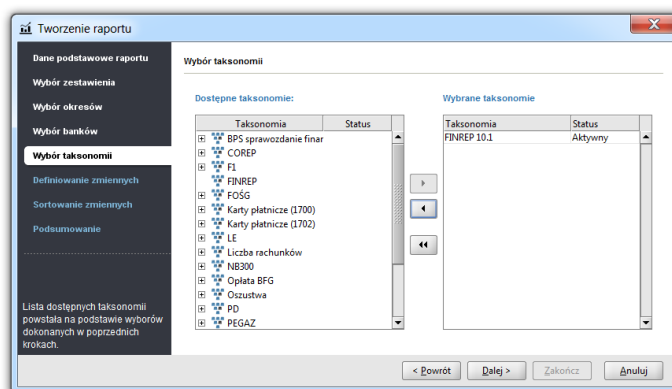 Tworzenie raportu
Dane podstawowe raportu
Wybór zestawienia
Wybór okresów
Wybór banków
Wybór taksonomii
Definiowanie zmiennych
Sortowanie zmiennych
Podsumowanie
Lista dostępnych taksonomii
powstała na podstawie wyborów
dokonanych w poprzednich
krokach.
Wybór taksonomii
Dostępne taksonomie:
Taksonomia Status
BPS sprawozdanie finar
COREP
F1
FINREP
FOŚG
Karty płatnicze (1700)
Karty płatnicze (1702)
LE
Liczba rachunków
NB300
Opłata BFG
Oszustwa
PD
PEGAZ
Wybrane taksonomie
Taksonomia Status
FINREP 10.1 Aktywny
< Powrót Dalej > Zakończ Anuluj